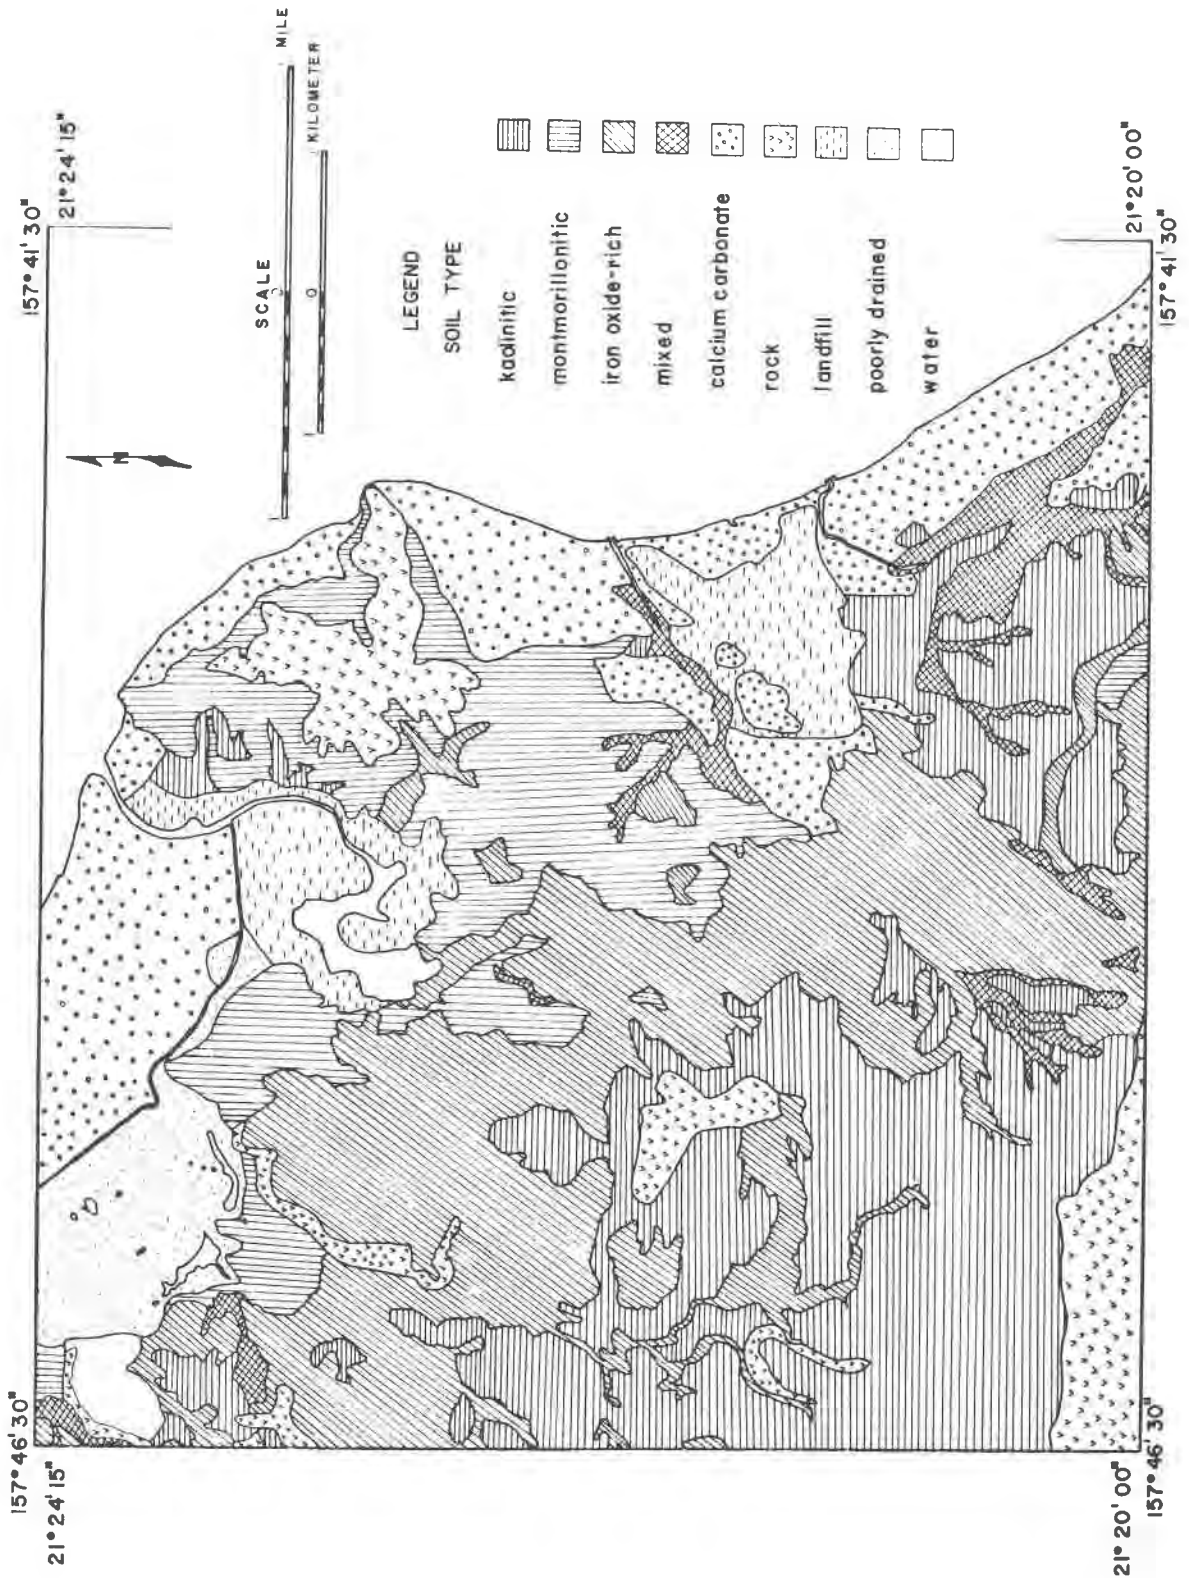 157° 46' 30"
21° 24' 15"
157° 41' 30"
21° 24' 15"
N
SCALE
1 0 1 MILE
1 0 1 KILOMETER
LEGEND
SOIL TYPE
kaolinitic
montmorillonitic
iron oxide-rich
mixed
calcium carbonate
rock
landfill
poorly drained
water
21° 20' 00"
157° 46' 30"
21° 20' 00"
157° 41' 30"